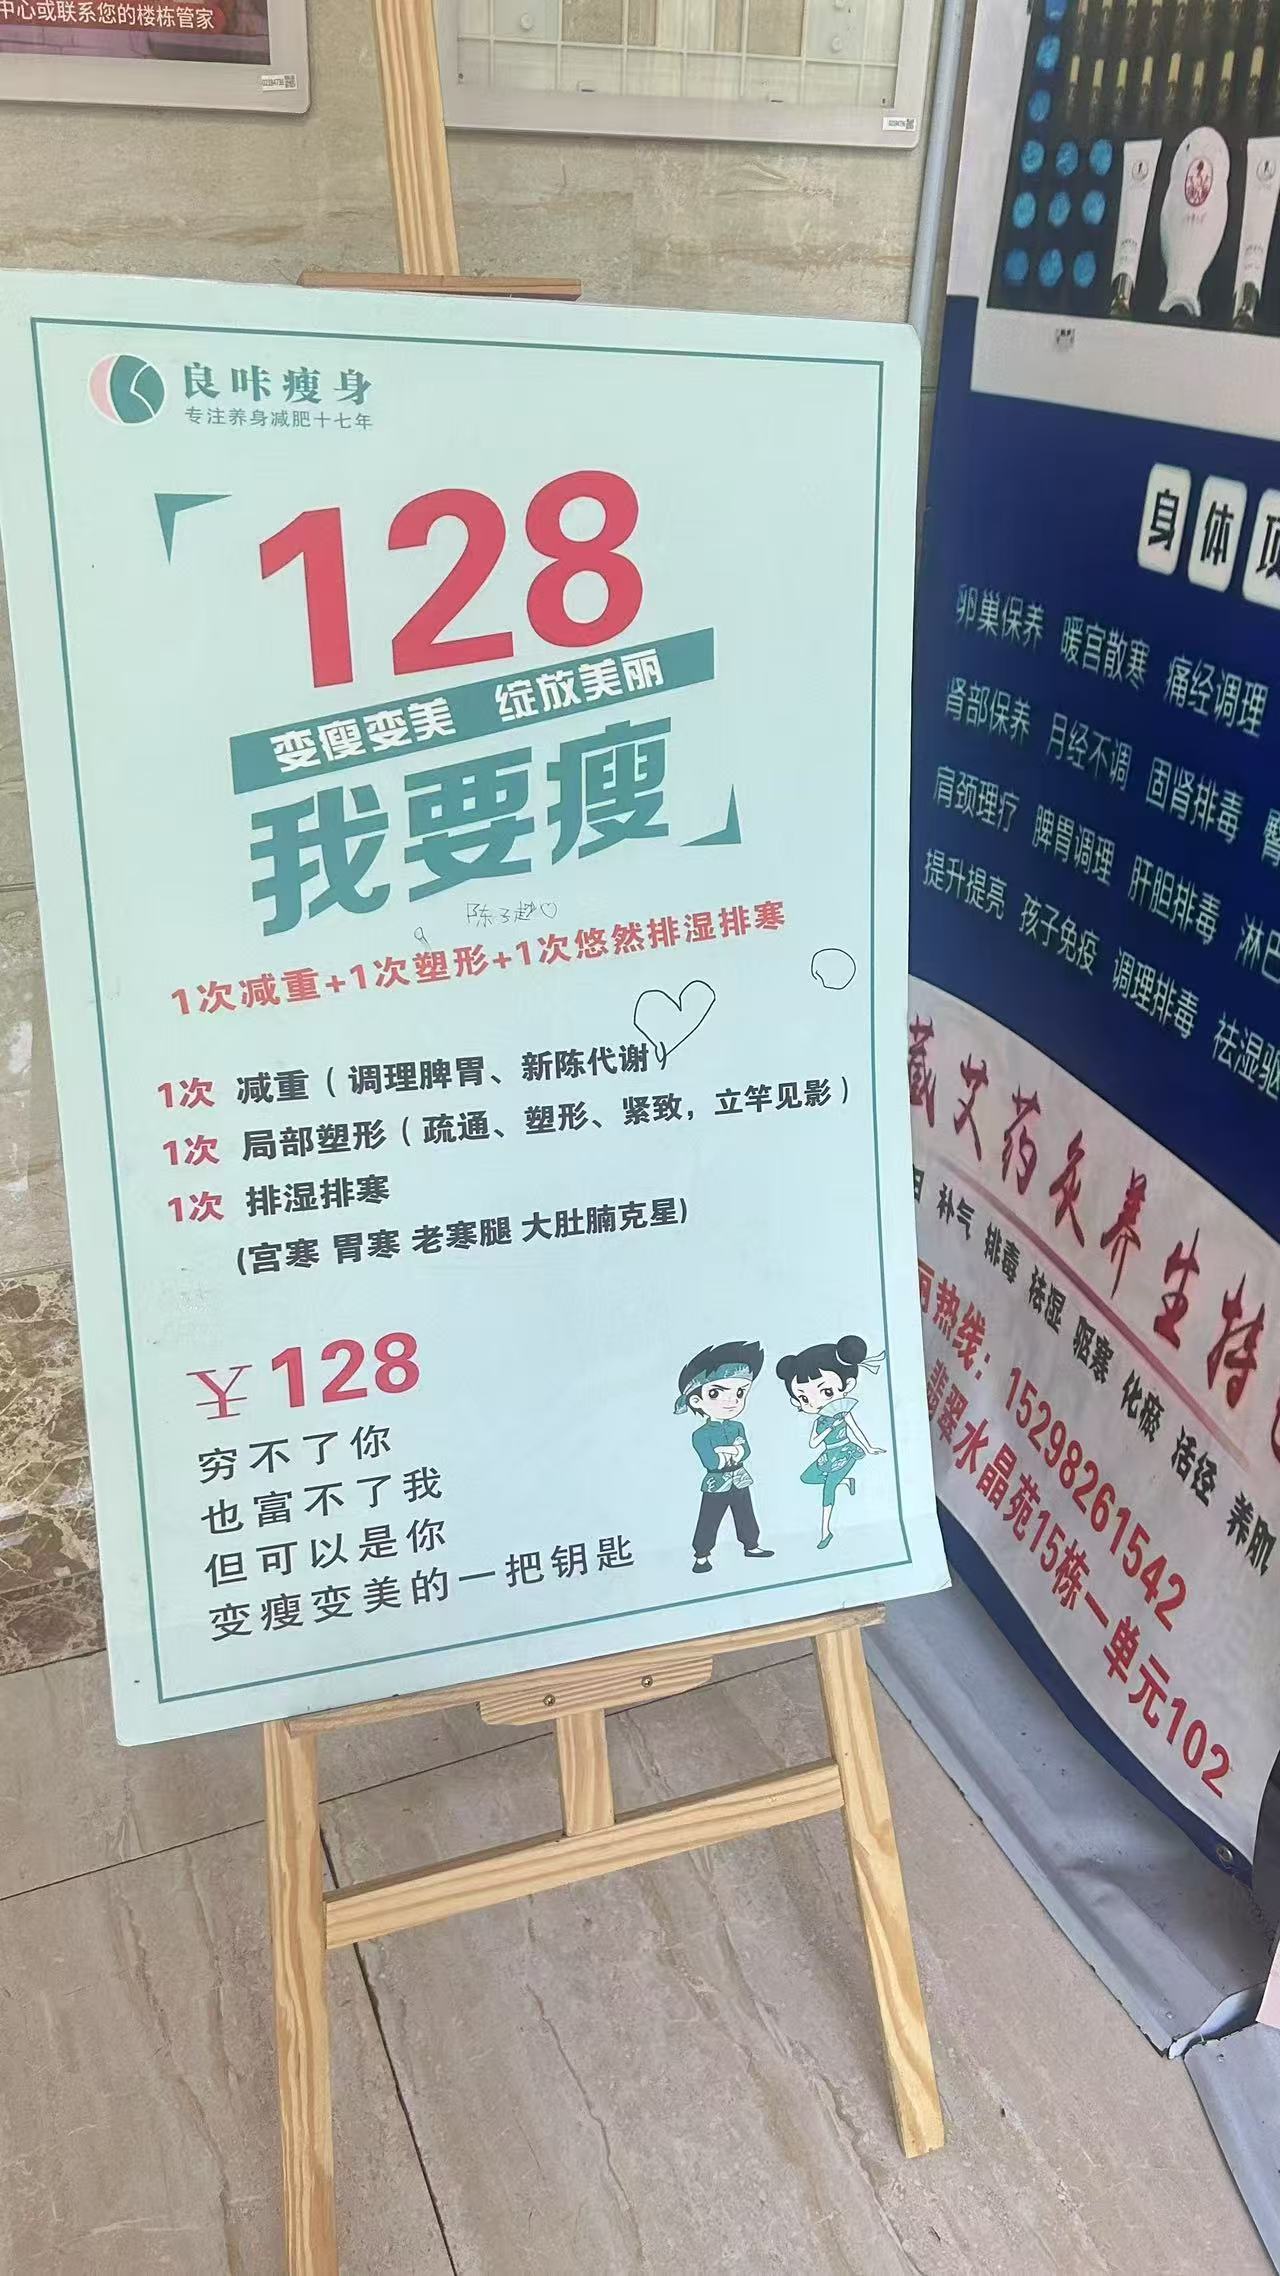 中心或联系您的楼栋管家
良咔瘦身
专注养身减肥十七年
128
变瘦变美 绽放美丽
我要瘦
陈子超
1次减重+1次塑形+1次悠然排湿排寒
1次 减重（调理脾胃、新陈代谢）
1次 局部塑形（疏通、塑形、紧致，立竿见影）
1次 排湿排寒
(宫寒 胃寒 老寒腿 大肚腩克星)
￥128
穷不了你
也富不了我
但可以是你
变瘦变美的一把钥匙
身体
卵巢保养 暖宫散寒 痛经调理
肾部保养 月经不调 固肾排毒
肩颈理疗 脾胃调理 肝胆排毒 淋巴
提升提亮 孩子免疫 调理排毒 祛湿驱
藏艾药灸养生特
补气 排毒 祛湿 驱寒 化瘀 活经 养肌
热线：15298261542
翡翠水晶苑15栋一单元102